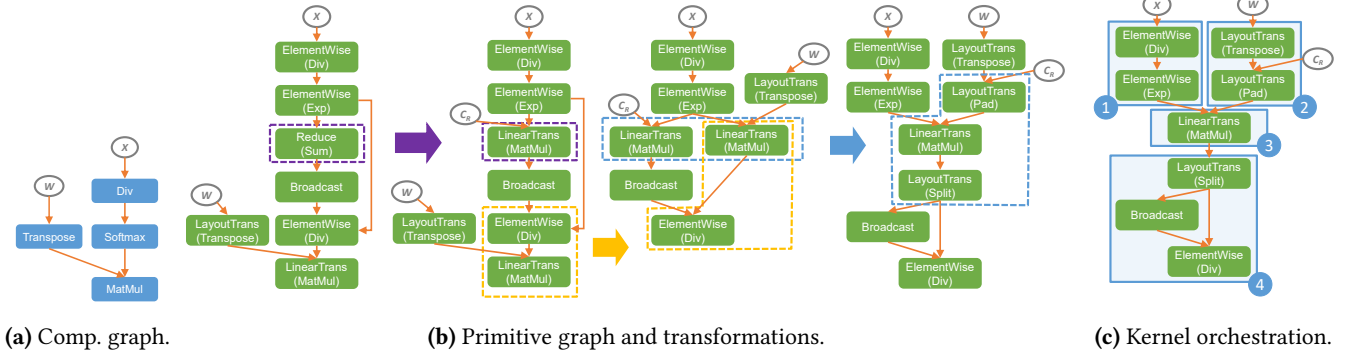 W
Transpose
X
Div
Softmax
MatMul
X
ElementWise
(Div)
ElementWise
(Exp)
Reduce
(Sum)
Broadcast
W
LayoutTrans
(Transpose)
ElementWise
(Div)
LinearTrans
(MatMul)
X
ElementWise
(Div)
ElementWise
(Exp)
C_R
LinearTrans
(MatMul)
Broadcast
W
LayoutTrans
(Transpose)
ElementWise
(Div)
LinearTrans
(MatMul)
X
ElementWise
(Div)
W
LayoutTrans
(Transpose)
ElementWise
(Exp)
C_R
LinearTrans
(MatMul)
LinearTrans
(MatMul)
Broadcast
ElementWise
(Div)
X
W
ElementWise
(Div)
LayoutTrans
(Transpose)
C_R
ElementWise
(Exp)
LayoutTrans
(Pad)
LinearTrans
(MatMul)
LayoutTrans
(Split)
Broadcast
ElementWise
(Div)
X
W
ElementWise
(Div)
LayoutTrans
(Transpose)
C_R
ElementWise
(Exp)
LayoutTrans
(Pad)
1
2
LinearTrans
(MatMul)
3
LayoutTrans
(Split)
Broadcast
ElementWise
(Div)
4
(a) Comp. graph.
(b) Primitive graph and transformations.
(c) Kernel orchestration.